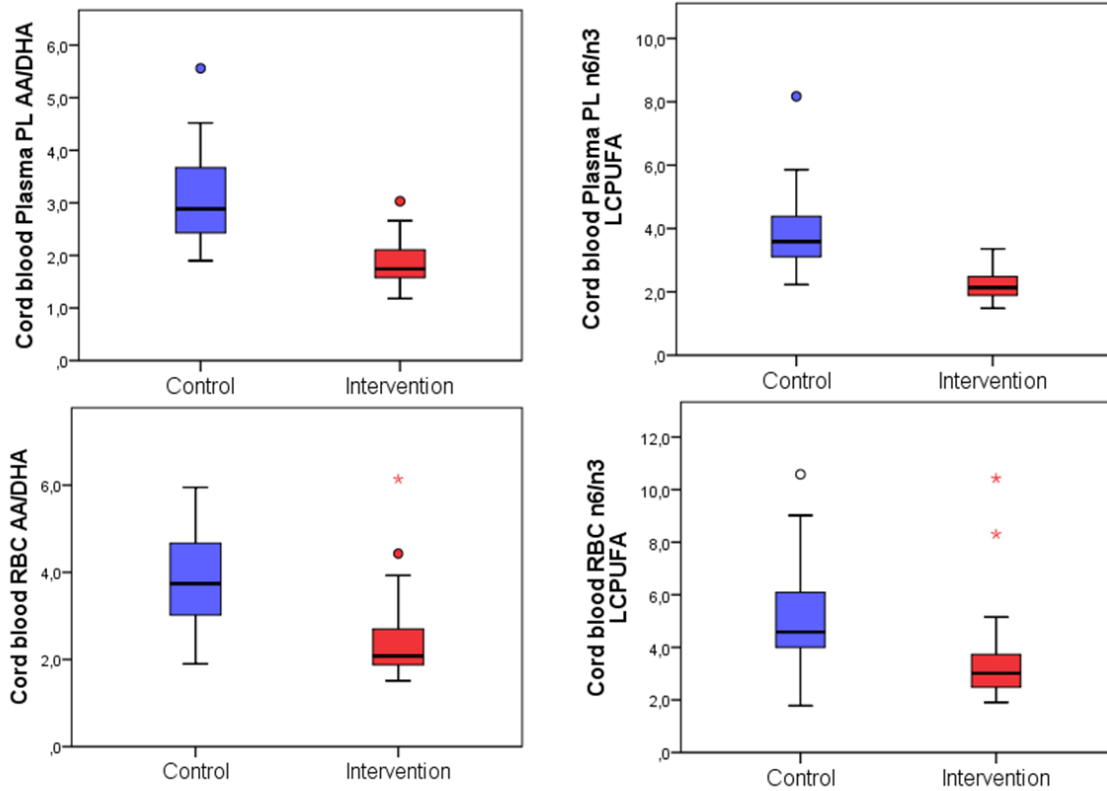 Cord blood Plasma PL AA/DHA
6,0
5,0
4,0
3,0
2,0
1,0
,0
Control
Intervention
Cord blood Plasma PL n6/n3
LCPUFA
10,0
8,0
6,0
4,0
2,0
,0
Control
Intervention
Cord blood RBC AA/DHA
6,0
4,0
2,0
,0
Control
Intervention
Cord blood RBC n6/n3
LCPUFA
12,0
10,0
8,0
6,0
4,0
2,0
,0
Control
Intervention